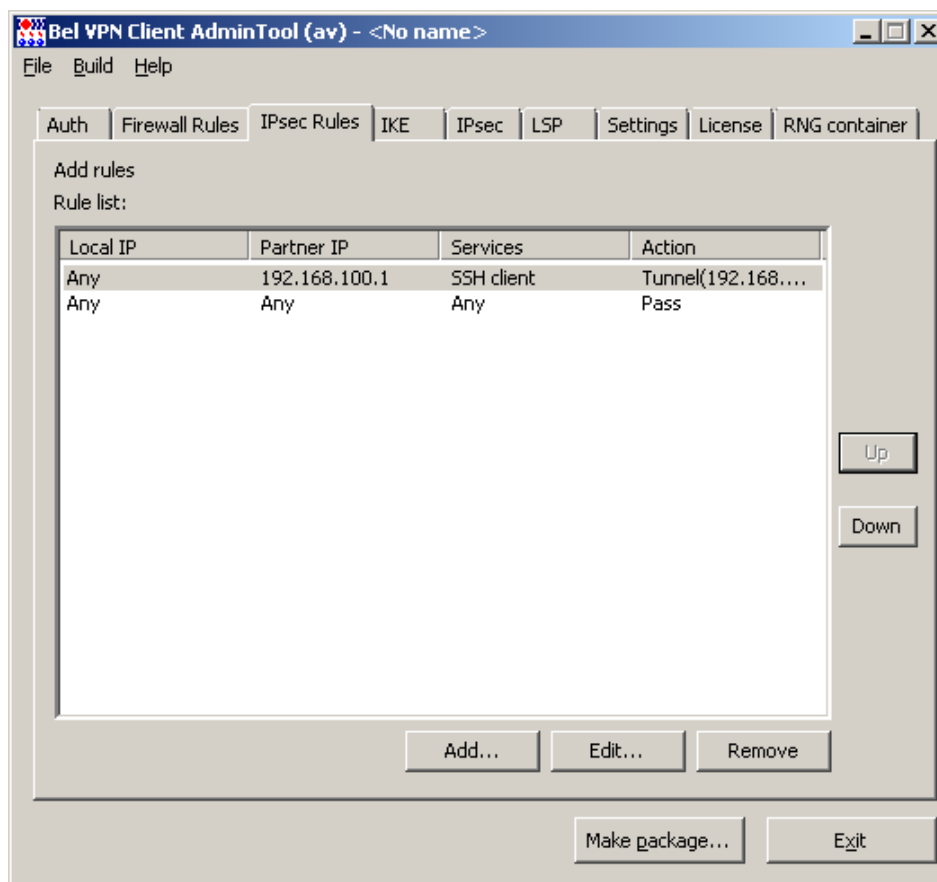 Bel VPN Client AdminTool (av) - <No name>
File Build Help
Auth Firewall Rules IPsec Rules IKE IPsec LSP Settings License RNG container
Add rules
Rule list:
Local IP Partner IP Services Action
Any 192.168.100.1 SSH client Tunnel(192.168....
Any Any Any Pass
Up
Down
Add... Edit... Remove
Make package... Exit